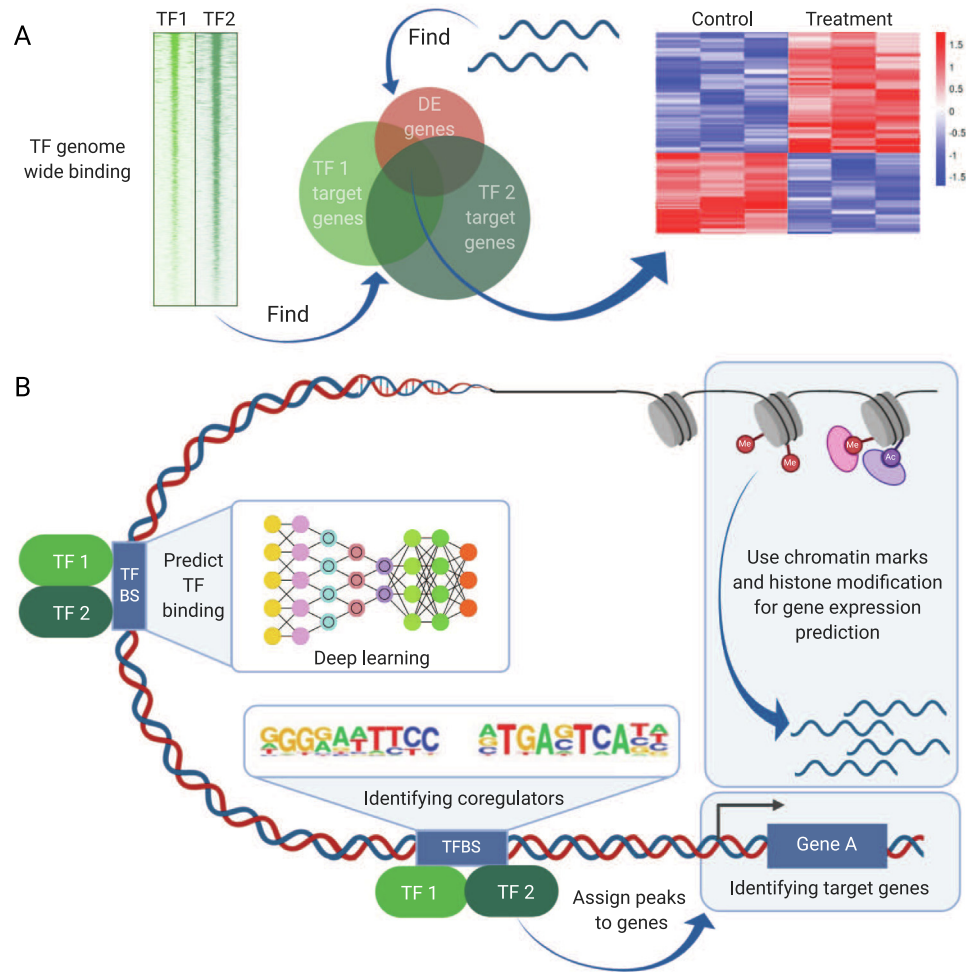 A
TF1 TF2
TF genome
wide binding
Find
DE
genes
TF 1
target
genes
TF 2
target
genes
Find
Control Treatment
1.5
1
0.5
0
-0.5
-1
-1.5
B
Me
Me
Me
Ac
TF 1
TF 2
TF
BS
Predict
TF
binding
Deep learning
Use chromatin marks
and histone modification
for gene expression
prediction
GGGGAATTCC
ATGAGTCA
Identifying coregulators
TFBS
TF 1
TF 2
Assign peaks
to genes
Gene A
Identifying target genes